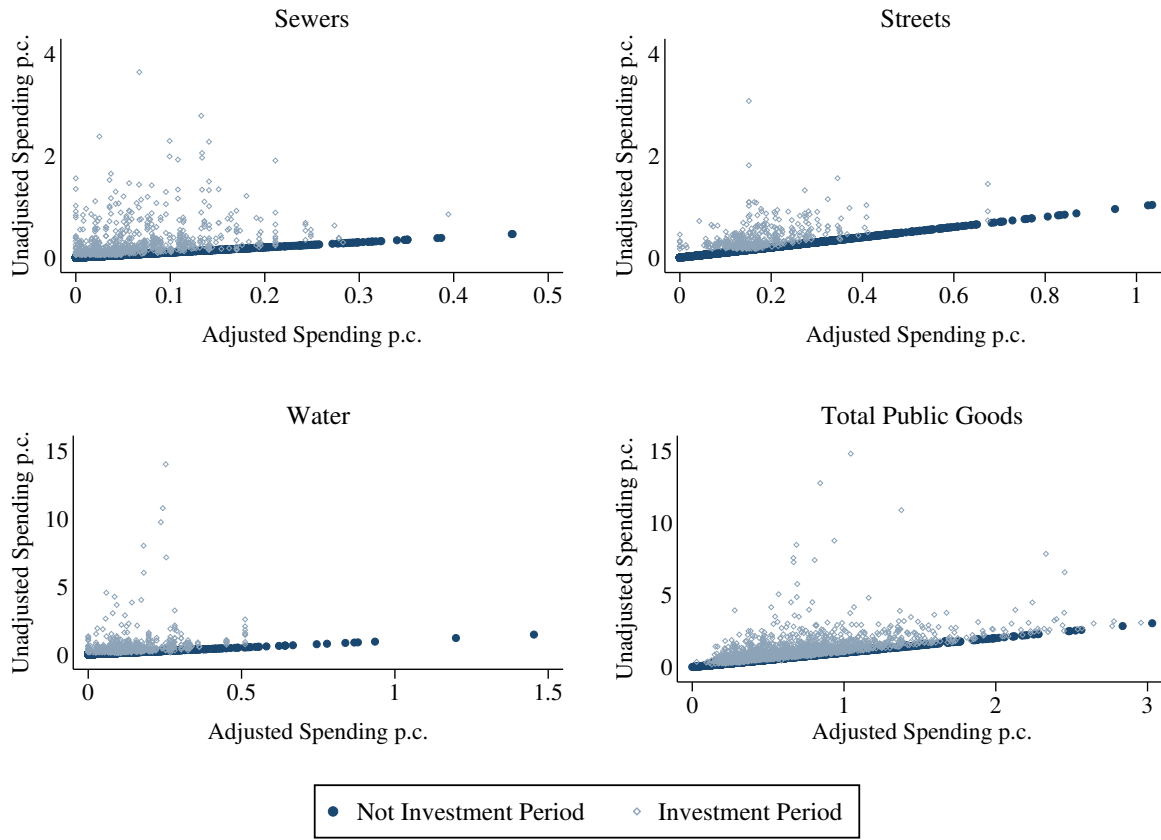 Sewers
Unadjusted Spending p.c.
4
2
0
0 0.1 0.2 0.3 0.4 0.5
Adjusted Spending p.c.
Streets
Unadjusted Spending p.c.
4
2
0
0 0.2 0.4 0.6 0.8 1
Adjusted Spending p.c.
Water
Unadjusted Spending p.c.
15
10
5
0
0 0.5 1 1.5
Adjusted Spending p.c.
Total Public Goods
Unadjusted Spending p.c.
15
10
5
0
0 1 2 3
Adjusted Spending p.c.
Not Investment Period Investment Period